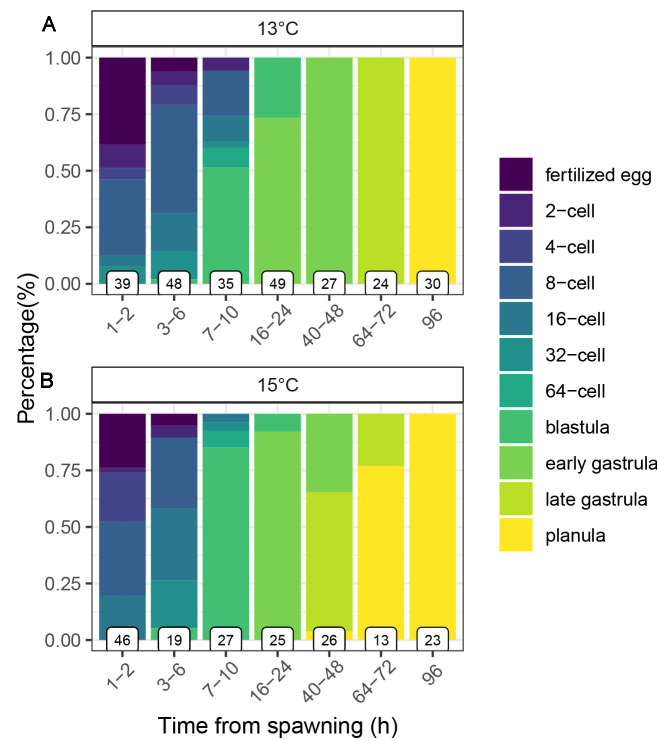 A
13°C
1.00
0.75
0.50
0.25
0.00
39 48 35 49 27 24 30
1−2 3−6 7−10 16−24 40−48 64−72 96
Percentage(%)
B
15°C
1.00
0.75
0.50
0.25
0.00
46 19 27 25 26 13 23
1−2 3−6 7−10 16−24 40−48 64−72 96
Time from spawning (h)
fertilized egg
2−cell
4−cell
8−cell
16−cell
32−cell
64−cell
blastula
early gastrula
late gastrula
planula